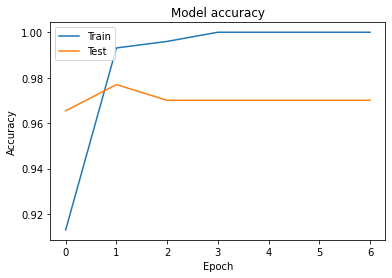 Model accuracy
Train
Test
1.00
0.98
0.96
0.94
0.92
Accuracy
0 1 2 3 4 5 6
Epoch